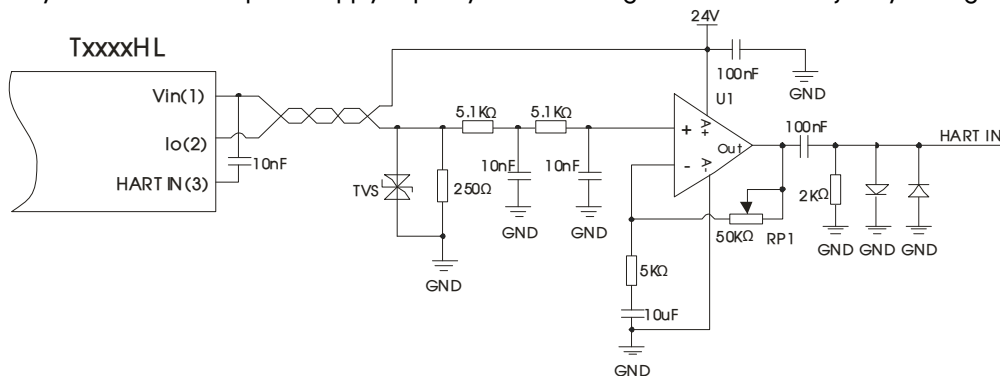 24V
TxxxxHL
100nF
GND
Vin(1)
Io(2)
HART IN(3)
10nF
5.1KΩ
5.1KΩ
U1
A+
+
-
Out
A-
100nF
HART IN
10nF
10nF
TVS
250Ω
2KΩ
GND
GND
GND
GND
GND
50KΩ
RP1
GND
5KΩ
10uF
GND